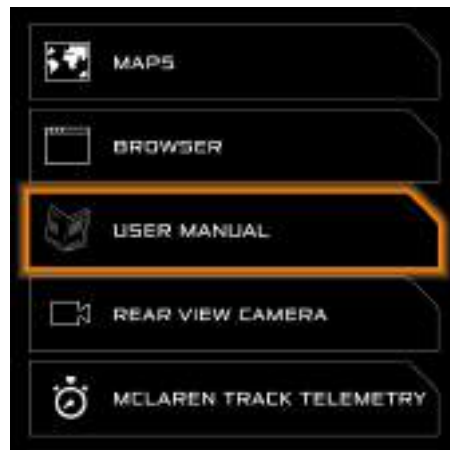 MAPS
BROWSER
USER MANUAL
REAR VIEW CAMERA
MCLAREN TRACK TELEMETRY